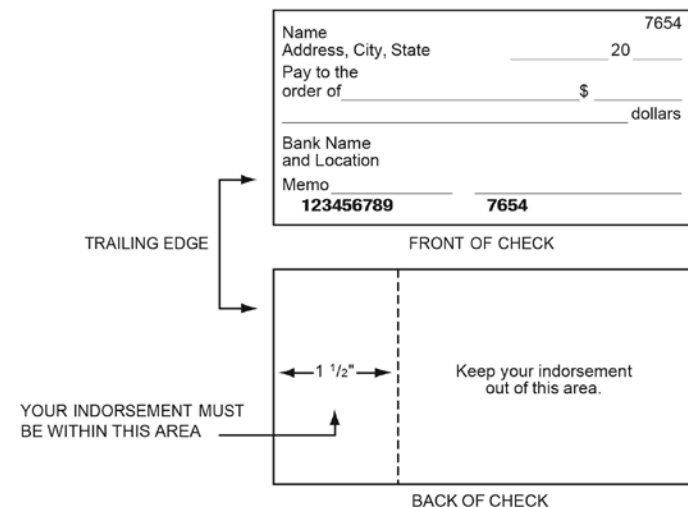 7654
Name
Address, City, State 20
Pay to the
order of $
dollars
Bank Name
and Location
Memo
123456789 7654
TRAILING EDGE
FRONT OF CHECK
1 1/2"
Keep your indorsement
out of this area.
YOUR INDORSEMENT MUST
BE WITHIN THIS AREA
BACK OF CHECK